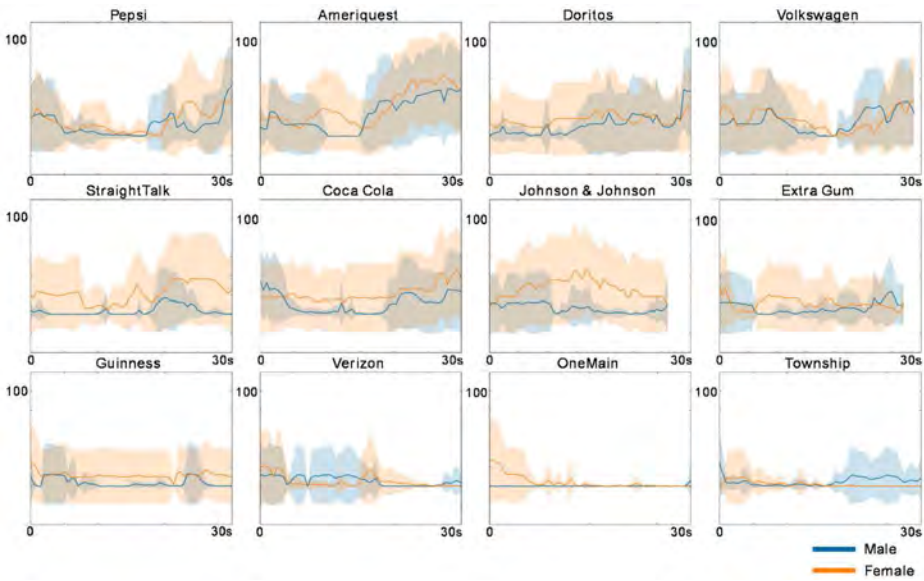 Pepsi Ameriquest Doritos Volkswagen
100 100 100 100
0 30s 0 30s 0 30s 0 30s
StraightTalk Coca Cola Johnson & Johnson Extra Gum
100 100 100 100
0 30s 0 30s 0 30s 0 30s
Guinness Verizon OneMain Township
100 100 100 100
0 30s 0 30s 0 30s 0 30s
Male
Female